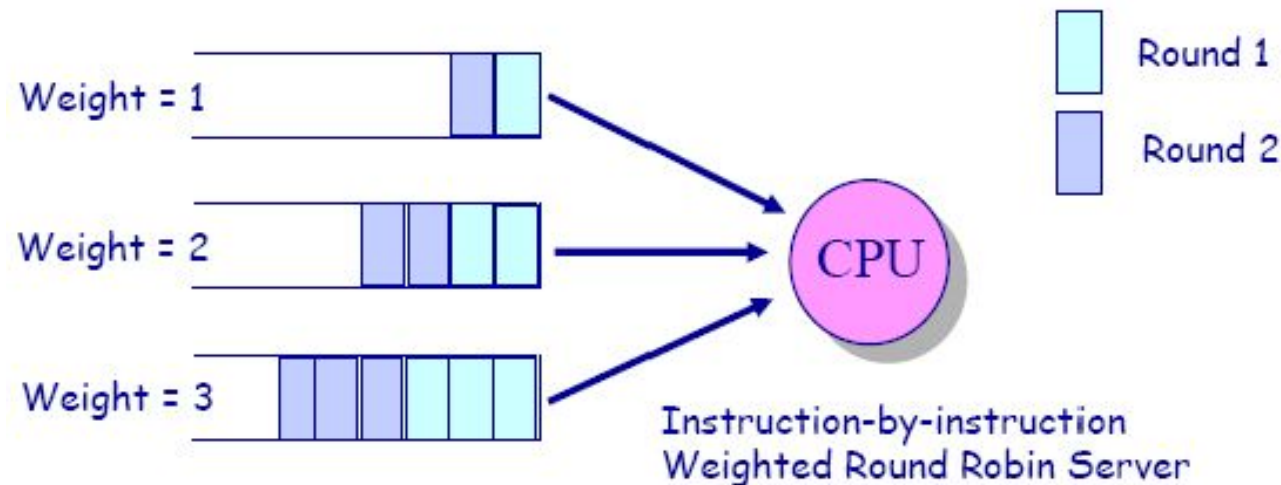 Round 1
Weight = 1
Round 2
Weight = 2
CPU
Weight = 3
Instruction-by-instruction
Weighted Round Robin Server